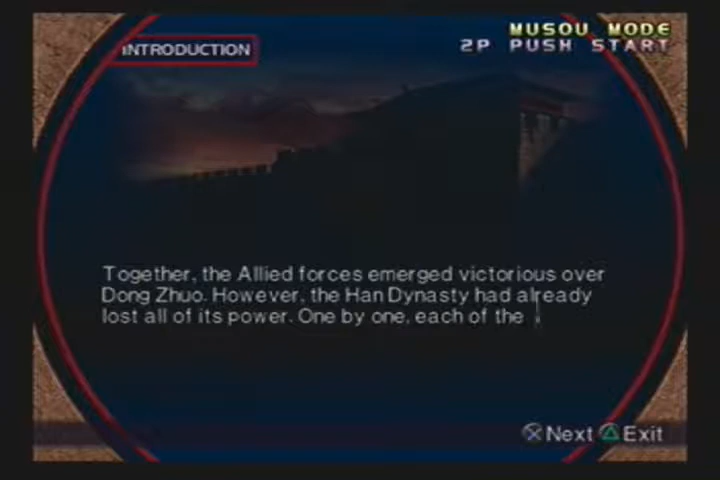 MUSOU MODE
INTRODUCTION
2P PUSH START
Together, the Allied forces emerged victorious over
Dong Zhuo. However, the Han Dynasty had already
lost all of its power. One by one, each of the
Next Exit